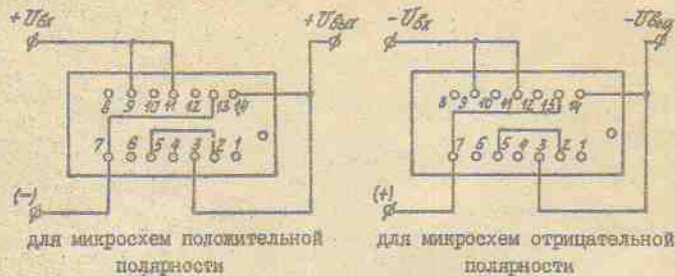 +Uвх +Uвых -Uвх -Uвых
8 9 10 11 12 13 14 8 9 10 11 12 13 14
7 6 5 4 3 2 1 7 6 5 4 3 2 1
(-) (+)
для микросхем положительной
полярности
для микросхем отрицательной
полярности